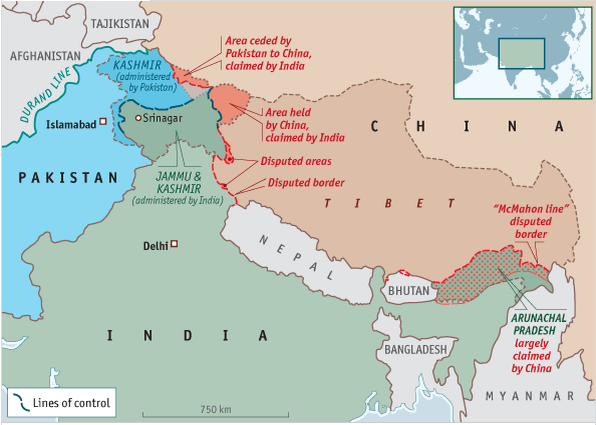 TAJIKISTAN
AFGHANISTAN
DURAND LINE
KASHMIR
(administered
by Pakistan)
Area ceded by
Pakistan to China,
claimed by India
Islamabad
Srinagar
Area held
by China,
claimed by India
C H I N A
Disputed areas
PAKISTAN
JAMMU &
KASHMIR
(administered by India)
Disputed border
T I B E T
"McMahon line"
disputed
border
Delhi
N E P A L
BHUTAN
ARUNACHAL
PRADESH
largely
claimed
by China
I N D I A
BANGLADESH
MYANMAR
Lines of control
750 km